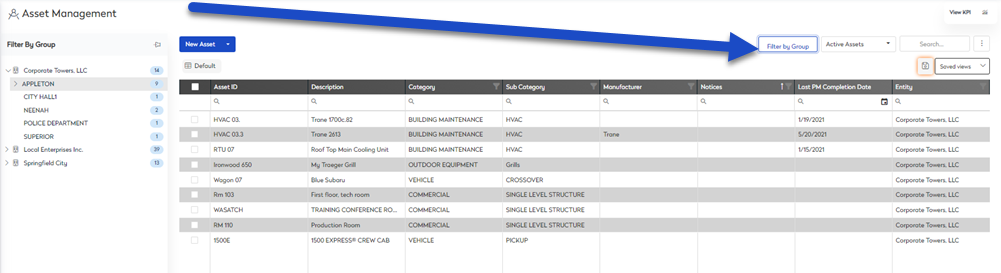 Asset Management
View KPI
Filter By Group
New Asset
Filter by Group
Active Assets
Search...
Default
Saved views
Corporate Towers, LLC 14
APPLETON 9
CITY HALL1 1
NEENAH 2
POLICE DEPARTMENT 1
SUPERIOR 1
Local Enterprises Inc. 29
Springfield City 13
Asset ID Description Category Sub Category Manufacturer Notices Last PM Completion Date Entity
HVAC 03. Trane 1700c.82 BUILDING MAINTENANCE HVAC 1/19/2021 Corporate Towers, LLC
HVAC 03.3 Trane 2613 BUILDING MAINTENANCE HVAC Trane 5/20/2021 Corporate Towers, LLC
RTU 07 Roof Top Main Cooling Unit BUILDING MAINTENANCE HVAC 1/15/2021 Corporate Towers, LLC
Ironwood 650 My Traeger Grill OUTDOOR EQUIPMENT Grills Corporate Towers, LLC
Wagon 07 Blue Subaru VEHICLE CROSSOVER Corporate Towers, LLC
Rm 103 First floor, tech room COMMERCIAL SINGLE LEVEL STRUCTURE Corporate Towers, LLC
WASATCH TRAINING CONFERENCE RO... COMMERCIAL SINGLE LEVEL STRUCTURE Corporate Towers, LLC
RM 110 Production Room COMMERCIAL SINGLE LEVEL STRUCTURE Corporate Towers, LLC
1500E 1500 EXPRESS® CREW CAB VEHICLE PICKUP Corporate Towers, LLC